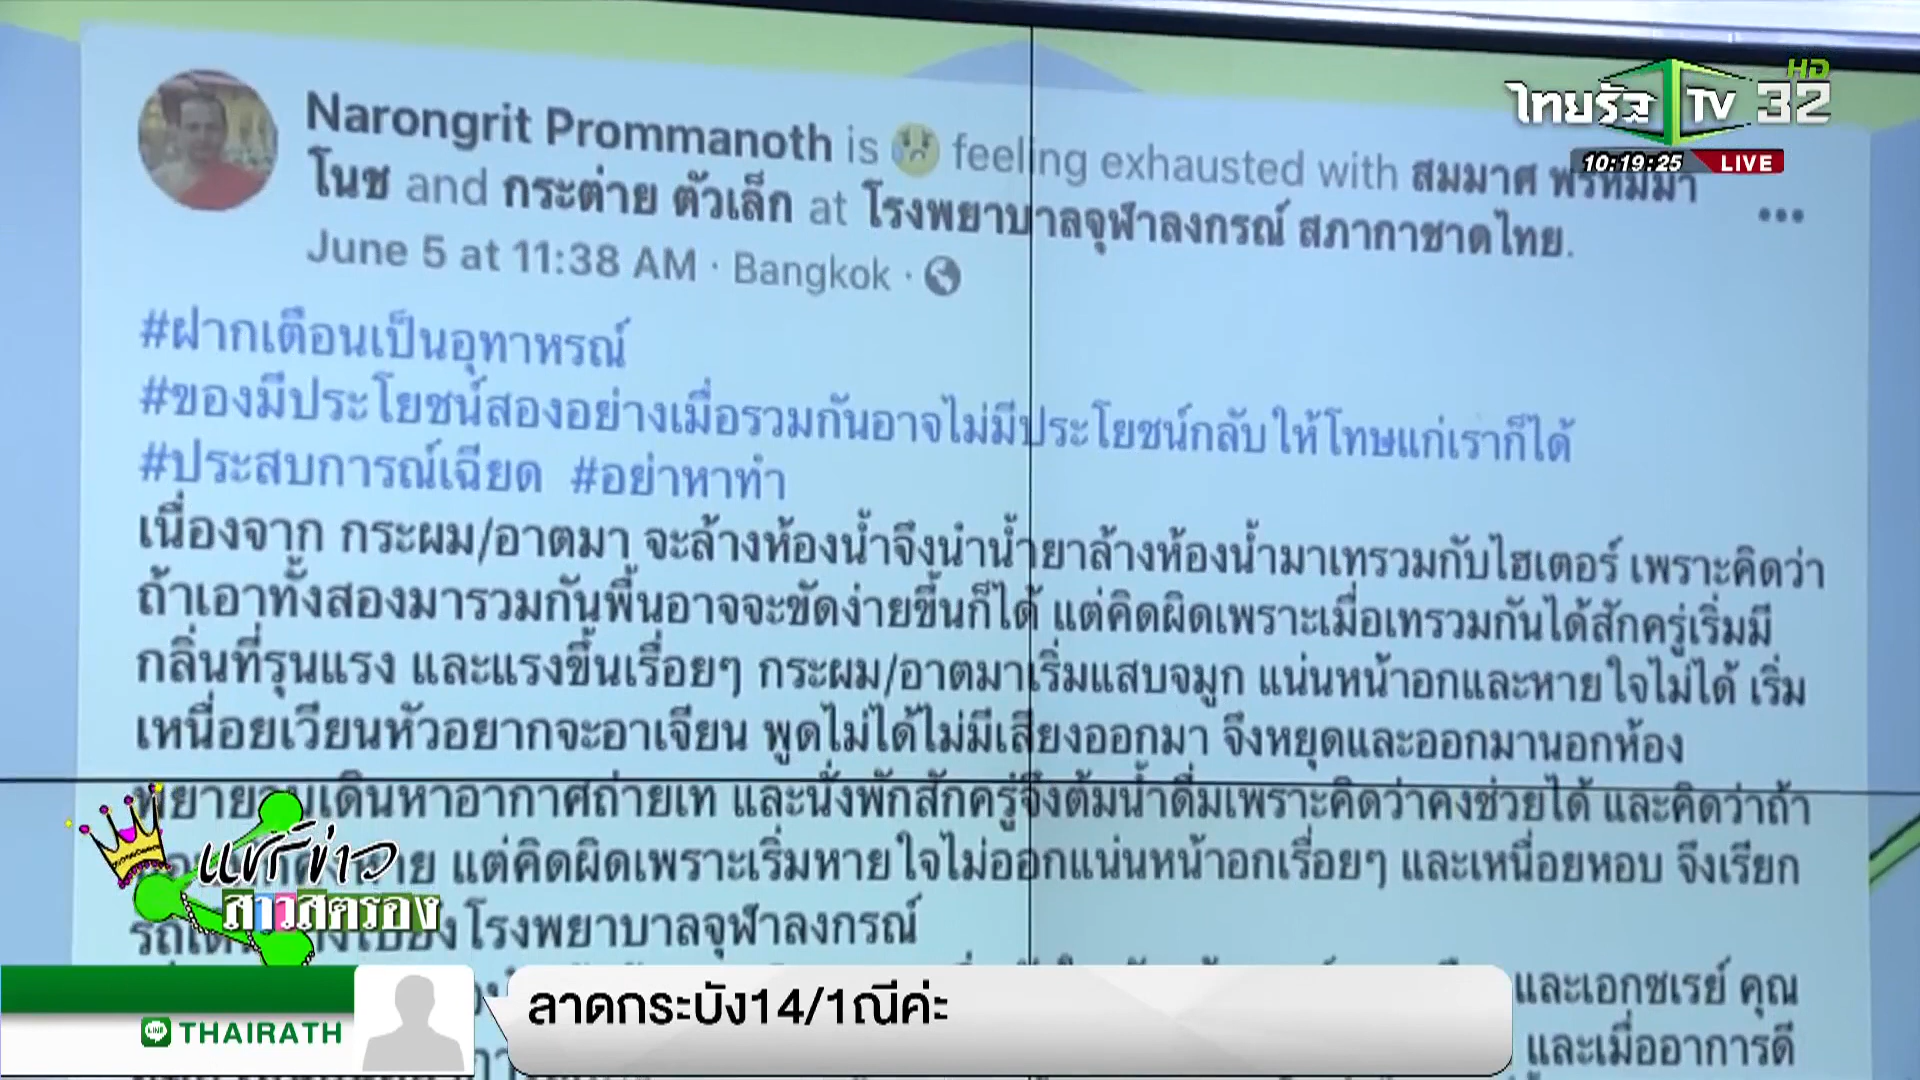 Narongrit Prommanoth is feeling exhausted with สมมาศ พรหมมา
โนช and กระต่าย ตัวเล็ก at โรงพยาบาลจุฬาลงกรณ์ สภากาชาดไทย.
June 5 at 11:38 AM · Bangkok ·
ไทยรัฐ TV 32 HD
10:19:25 LIVE
#ฝากเตือนเป็นอุทาหรณ์
#ของมีประโยชน์สองอย่างเมื่อรวมกันอาจไม่มีประโยชน์กลับให้โทษแก่เราก็ได้
#ประสบการณ์เฉียด #อย่าหาทำ
เนื่องจาก กระผม/อาตมา จะล้างห้องน้ำจึงนำน้ำยาล้างห้องน้ำมาเทรวมกับไฮเตอร์ เพราะคิดว่า
ถ้าเอาทั้งสองมารวมกันพื้นอาจจะขัดง่ายขึ้นก็ได้ แต่คิดผิดเพราะเมื่อเทรวมกันได้สักครู่เริ่มมี
กลิ่นที่รุนแรง และแรงขึ้นเรื่อยๆ กระผม/อาตมาเริ่มแสบจมูก แน่นหน้าอกและหายใจไม่ได้ เริ่ม
เหนื่อยเวียนหัวอยากจะอาเจียน พูดไม่ได้ไม่มีเสียงออกมา จึงหยุดและออกมานอกห้อง
พยายามเดินหาอากาศถ่ายเท และนั่งพักสักครู่จึงต้มน้ำดื่มเพราะคิดว่าคงช่วยได้ และคิดว่าถ้า
แต่คิดผิดเพราะเริ่มหายใจไม่ออกแน่นหน้าอกเรื่อยๆ และเหนื่อยหอบ จึงเรียก
โรงพยาบาลจุฬาลงกรณ์
และเอกซเรย์ คุณ
และเมื่ออาการดี
แชร์ข่าว
สาวสตรอง
LINE THAIRATH
ลาดกระบัง14/1ณีค่ะ